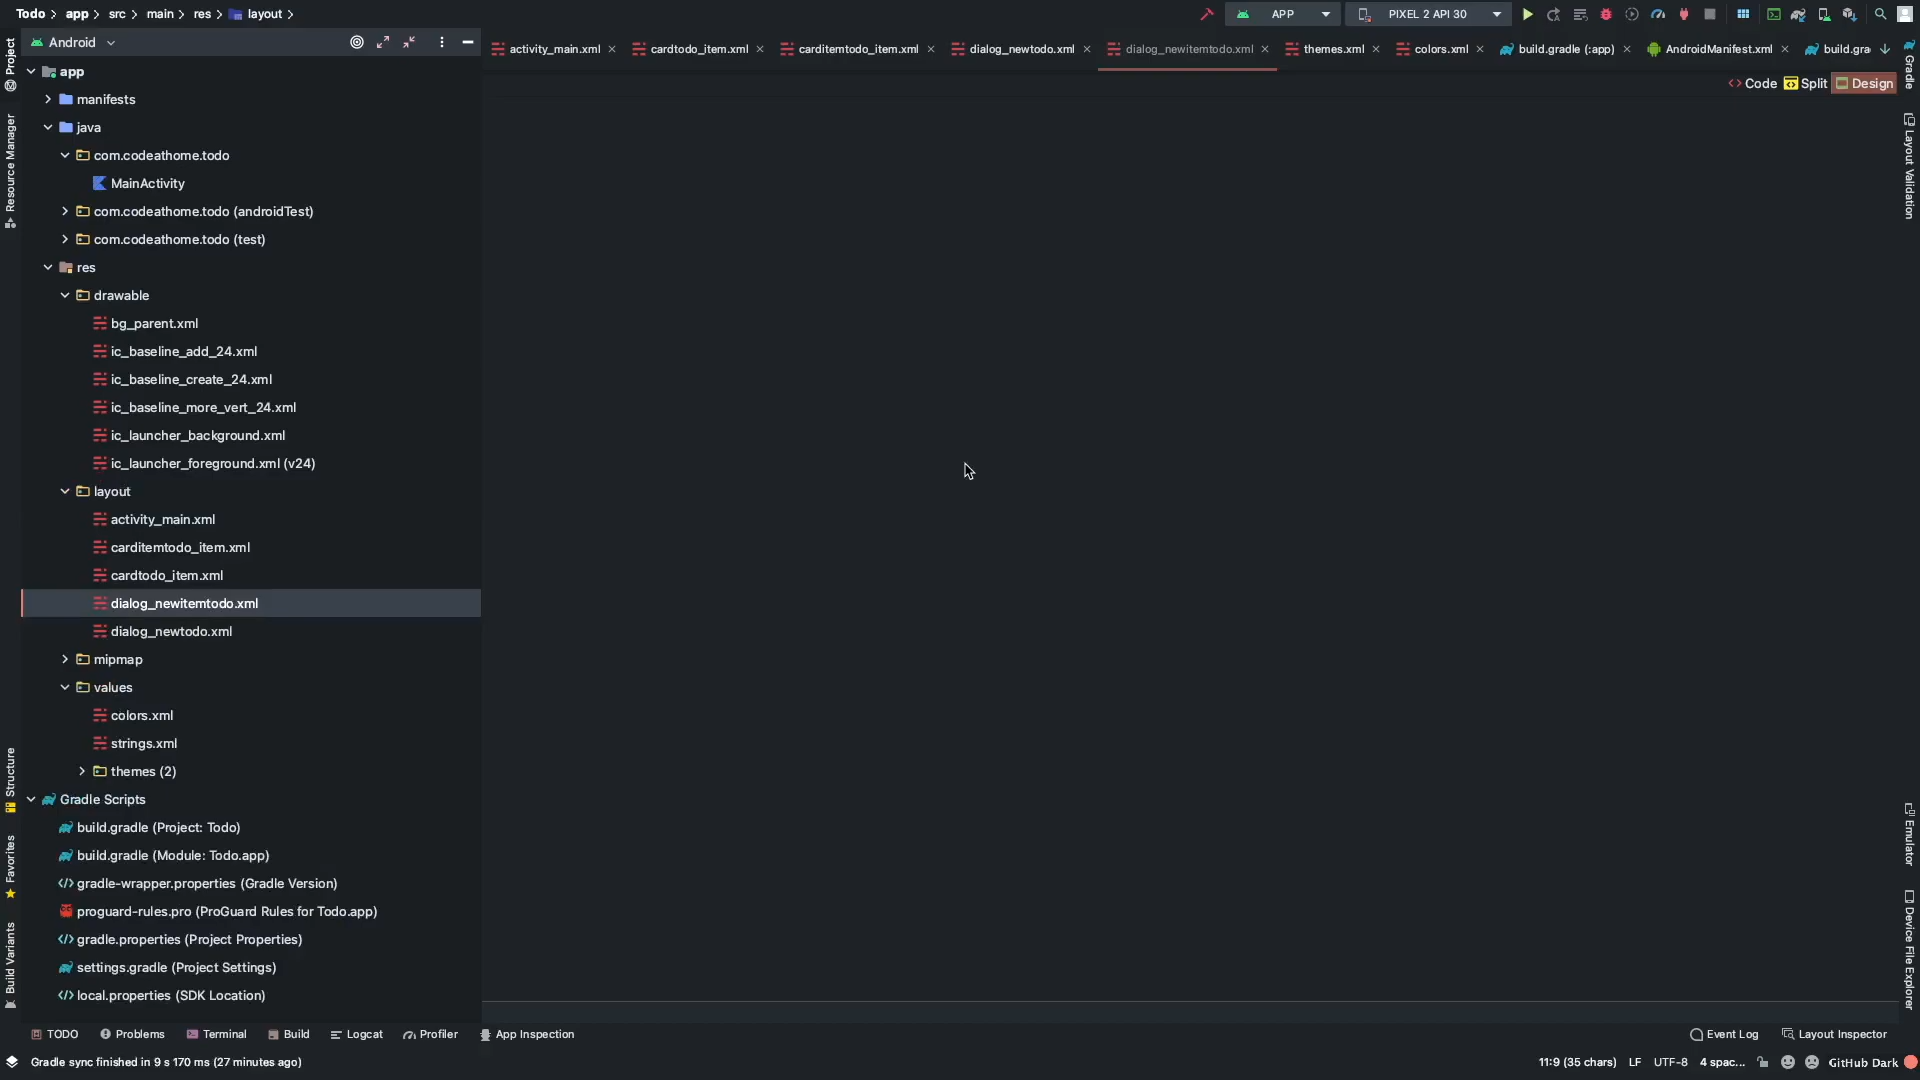 Todo app src main res layout
APP PIXEL 2 API 30
Android
activity_main.xml cardtodo_item.xml carditemtodo_item.xml dialog_newtodo.xml dialog_newitemtodo.xml themes.xml colors.xml build.gradle (:app) AndroidManifest.xml build.gra
Code Split Design
Project
Resource Manager
Structure
Favorites
Build Variants
app
manifests
java
com.codeathome.todo
MainActivity
com.codeathome.todo (androidTest)
com.codeathome.todo (test)
res
drawable
bg_parent.xml
ic_baseline_add_24.xml
ic_baseline_create_24.xml
ic_baseline_more_vert_24.xml
ic_launcher_background.xml
ic_launcher_foreground.xml (v24)
layout
activity_main.xml
carditemtodo_item.xml
cardtodo_item.xml
dialog_newitemtodo.xml
dialog_newtodo.xml
mipmap
values
colors.xml
strings.xml
themes (2)
Gradle Scripts
build.gradle (Project: Todo)
build.gradle (Module: Todo.app)
gradle-wrapper.properties (Gradle Version)
proguard-rules.pro (ProGuard Rules for Todo.app)
gradle.properties (Project Properties)
settings.gradle (Project Settings)
local.properties (SDK Location)
Gradle
Layout Validation
Emulator
Device File Explorer
TODO Problems Terminal Build Logcat Profiler App Inspection Event Log Layout Inspector
Gradle sync finished in 9 s 170 ms (27 minutes ago) 11:9 (35 chars) LF UTF-8 4 spac... GitHub Dark